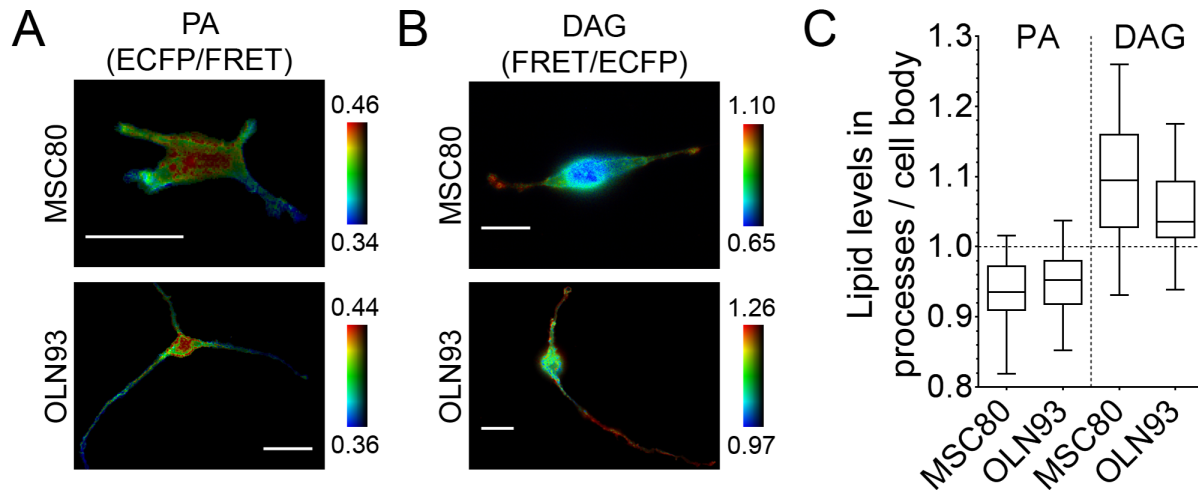 A
PA
(ECFP/FRET)
MSC80
0.46
0.34
OLN93
0.44
0.36
B
DAG
(FRET/ECFP)
MSC80
1.10
0.65
OLN93
1.26
0.97
C
Lipid levels in
processes / cell body
1.3
1.2
1.1
1.0
0.9
0.8
PA
DAG
MSC80
OLN93
MSC80
OLN93